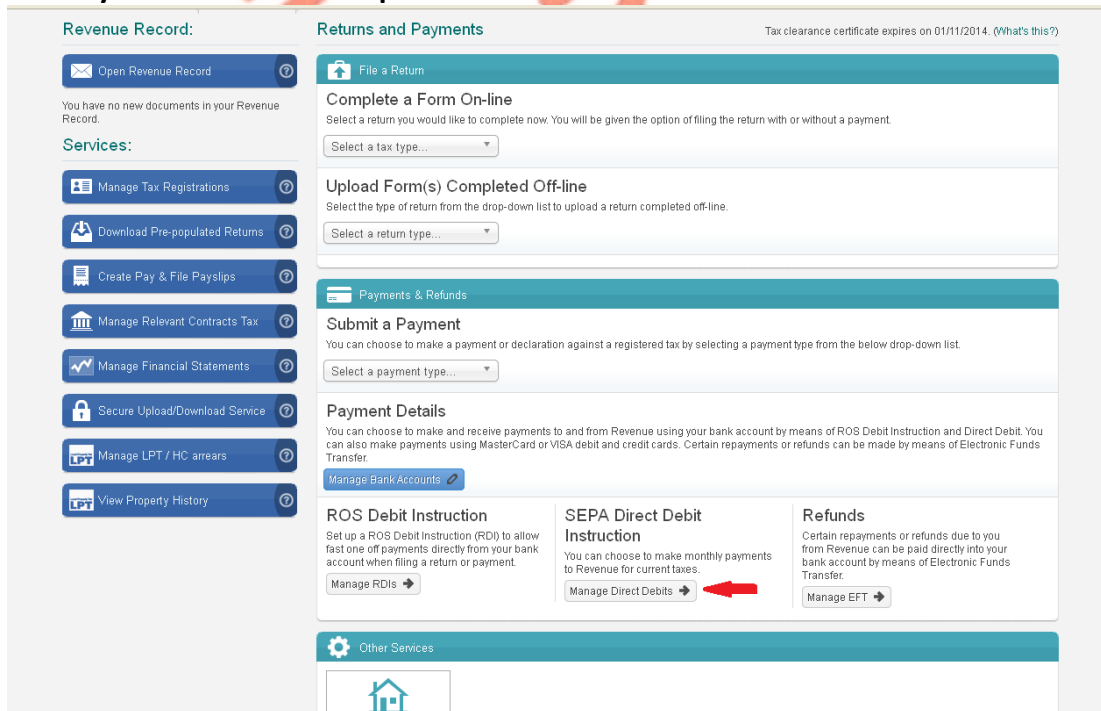 Revenue Record:
Open Revenue Record
You have no new documents in your Revenue
Record.
Services:
Manage Tax Registrations
Download Pre-populated Returns
Create Pay & File Payslips
Manage Relevant Contracts Tax
Manage Financial Statements
Secure Upload/Download Service
LPT Manage LPT / HC arrears
LPT View Property History
Returns and Payments
Tax clearance certificate expires on 01/11/2014. (What's this?)
File a Return
Complete a Form On-line
Select a return you would like to complete now. You will be given the option of filing the return with or without a payment.
Select a tax type...
Upload Form(s) Completed Off-line
Select the type of return from the drop-down list to upload a return completed off-line.
Select a return type...
Payments & Refunds
Submit a Payment
You can choose to make a payment or declaration against a registered tax by selecting a payment type from the below drop-down list.
Select a payment type...
Payment Details
You can choose to make and receive payments to and from Revenue using your bank account by means of ROS Debit Instruction and Direct Debit. You
can also make payments using MasterCard or VISA debit and credit cards. Certain repayments or refunds can be made by means of Electronic Funds
Transfer.
Manage Bank Accounts
ROS Debit Instruction
Set up a ROS Debit Instruction (RDI) to allow
fast one off payments directly from your bank
account when filing a return or payment.
Manage RDIs
SEPA Direct Debit
Instruction
You can choose to make monthly payments
to Revenue for current taxes.
Manage Direct Debits
Refunds
Certain repayments or refunds due to you
from Revenue can be paid directly into your
bank account by means of Electronic Funds
Transfer.
Manage EFT
Other Services